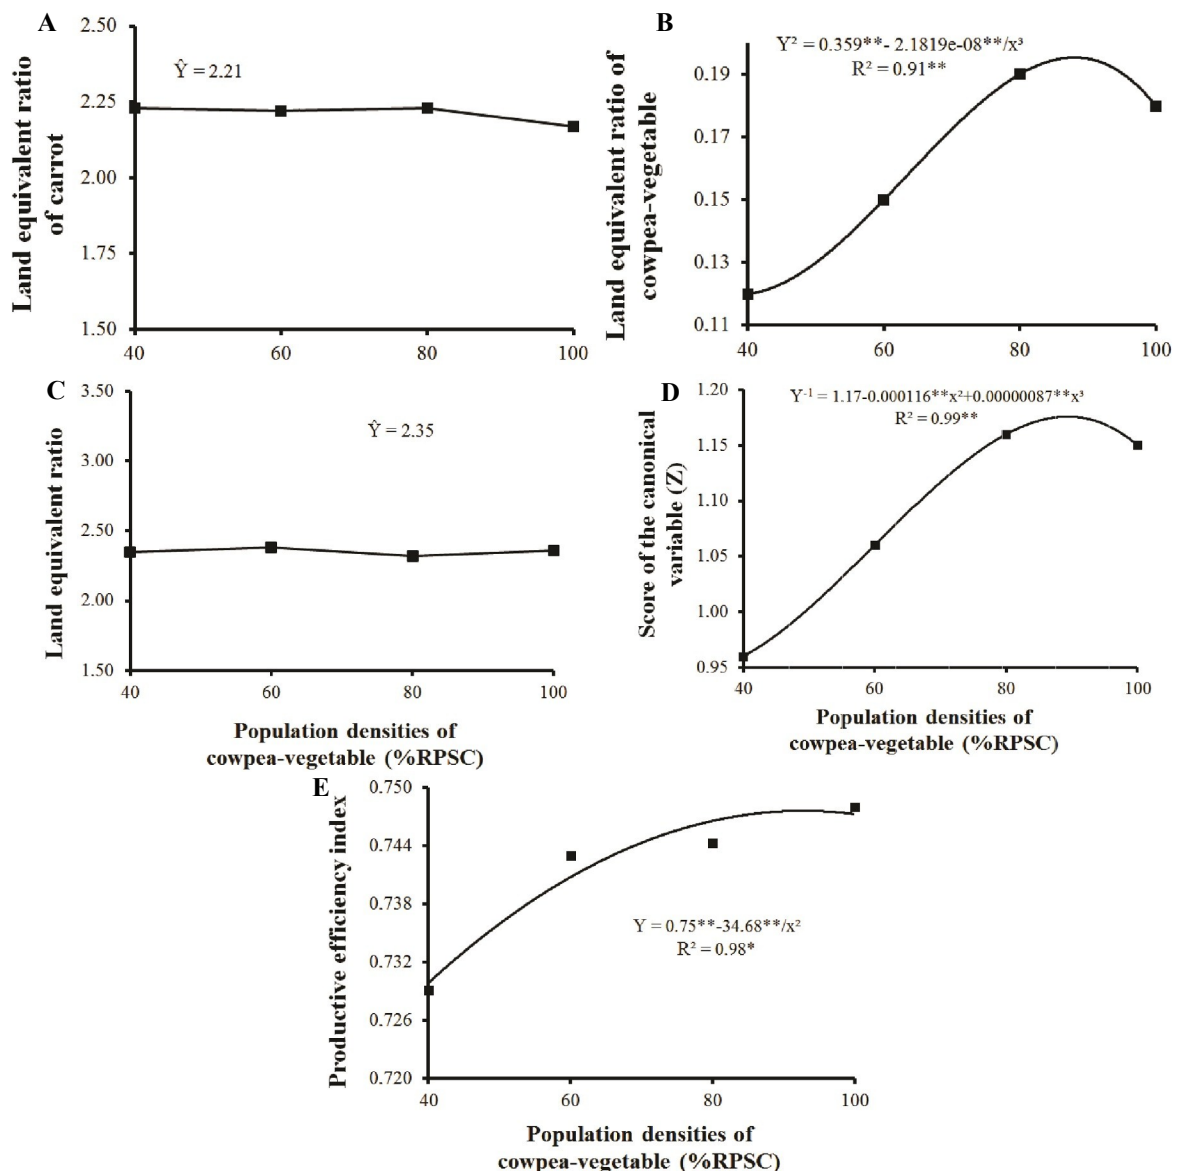 A
Land equivalent ratio
of carrot
2.50
2.25
2.00
1.75
1.50
Ŷ = 2.21
40 60 80 100
B
Land equivalent ratio of
cowpea-vegetable
0.19
0.17
0.15
0.13
0.11
Y² = 0.359**- 2.1819e-08**/x³
R² = 0.91**
40 60 80 100
C
Land equivalent ratio
3.50
3.00
2.50
2.00
1.50
Ŷ = 2.35
40 60 80 100
Population densities of
cowpea-vegetable (%RPSC)
D
Score of the canonical
variable (Z)
1.20
1.15
1.10
1.05
1.00
0.95
Y⁻¹ = 1.17-0.000116**x²+0.00000087**x³
R² = 0.99**
40 60 80 100
Population densities of
cowpea-vegetable (%RPSC)
E
Productive efficiency index
0.750
0.744
0.738
0.732
0.726
0.720
Y = 0.75**-34.68**/x²
R² = 0.98*
40 60 80 100
Population densities of
cowpea-vegetable (%RPSC)